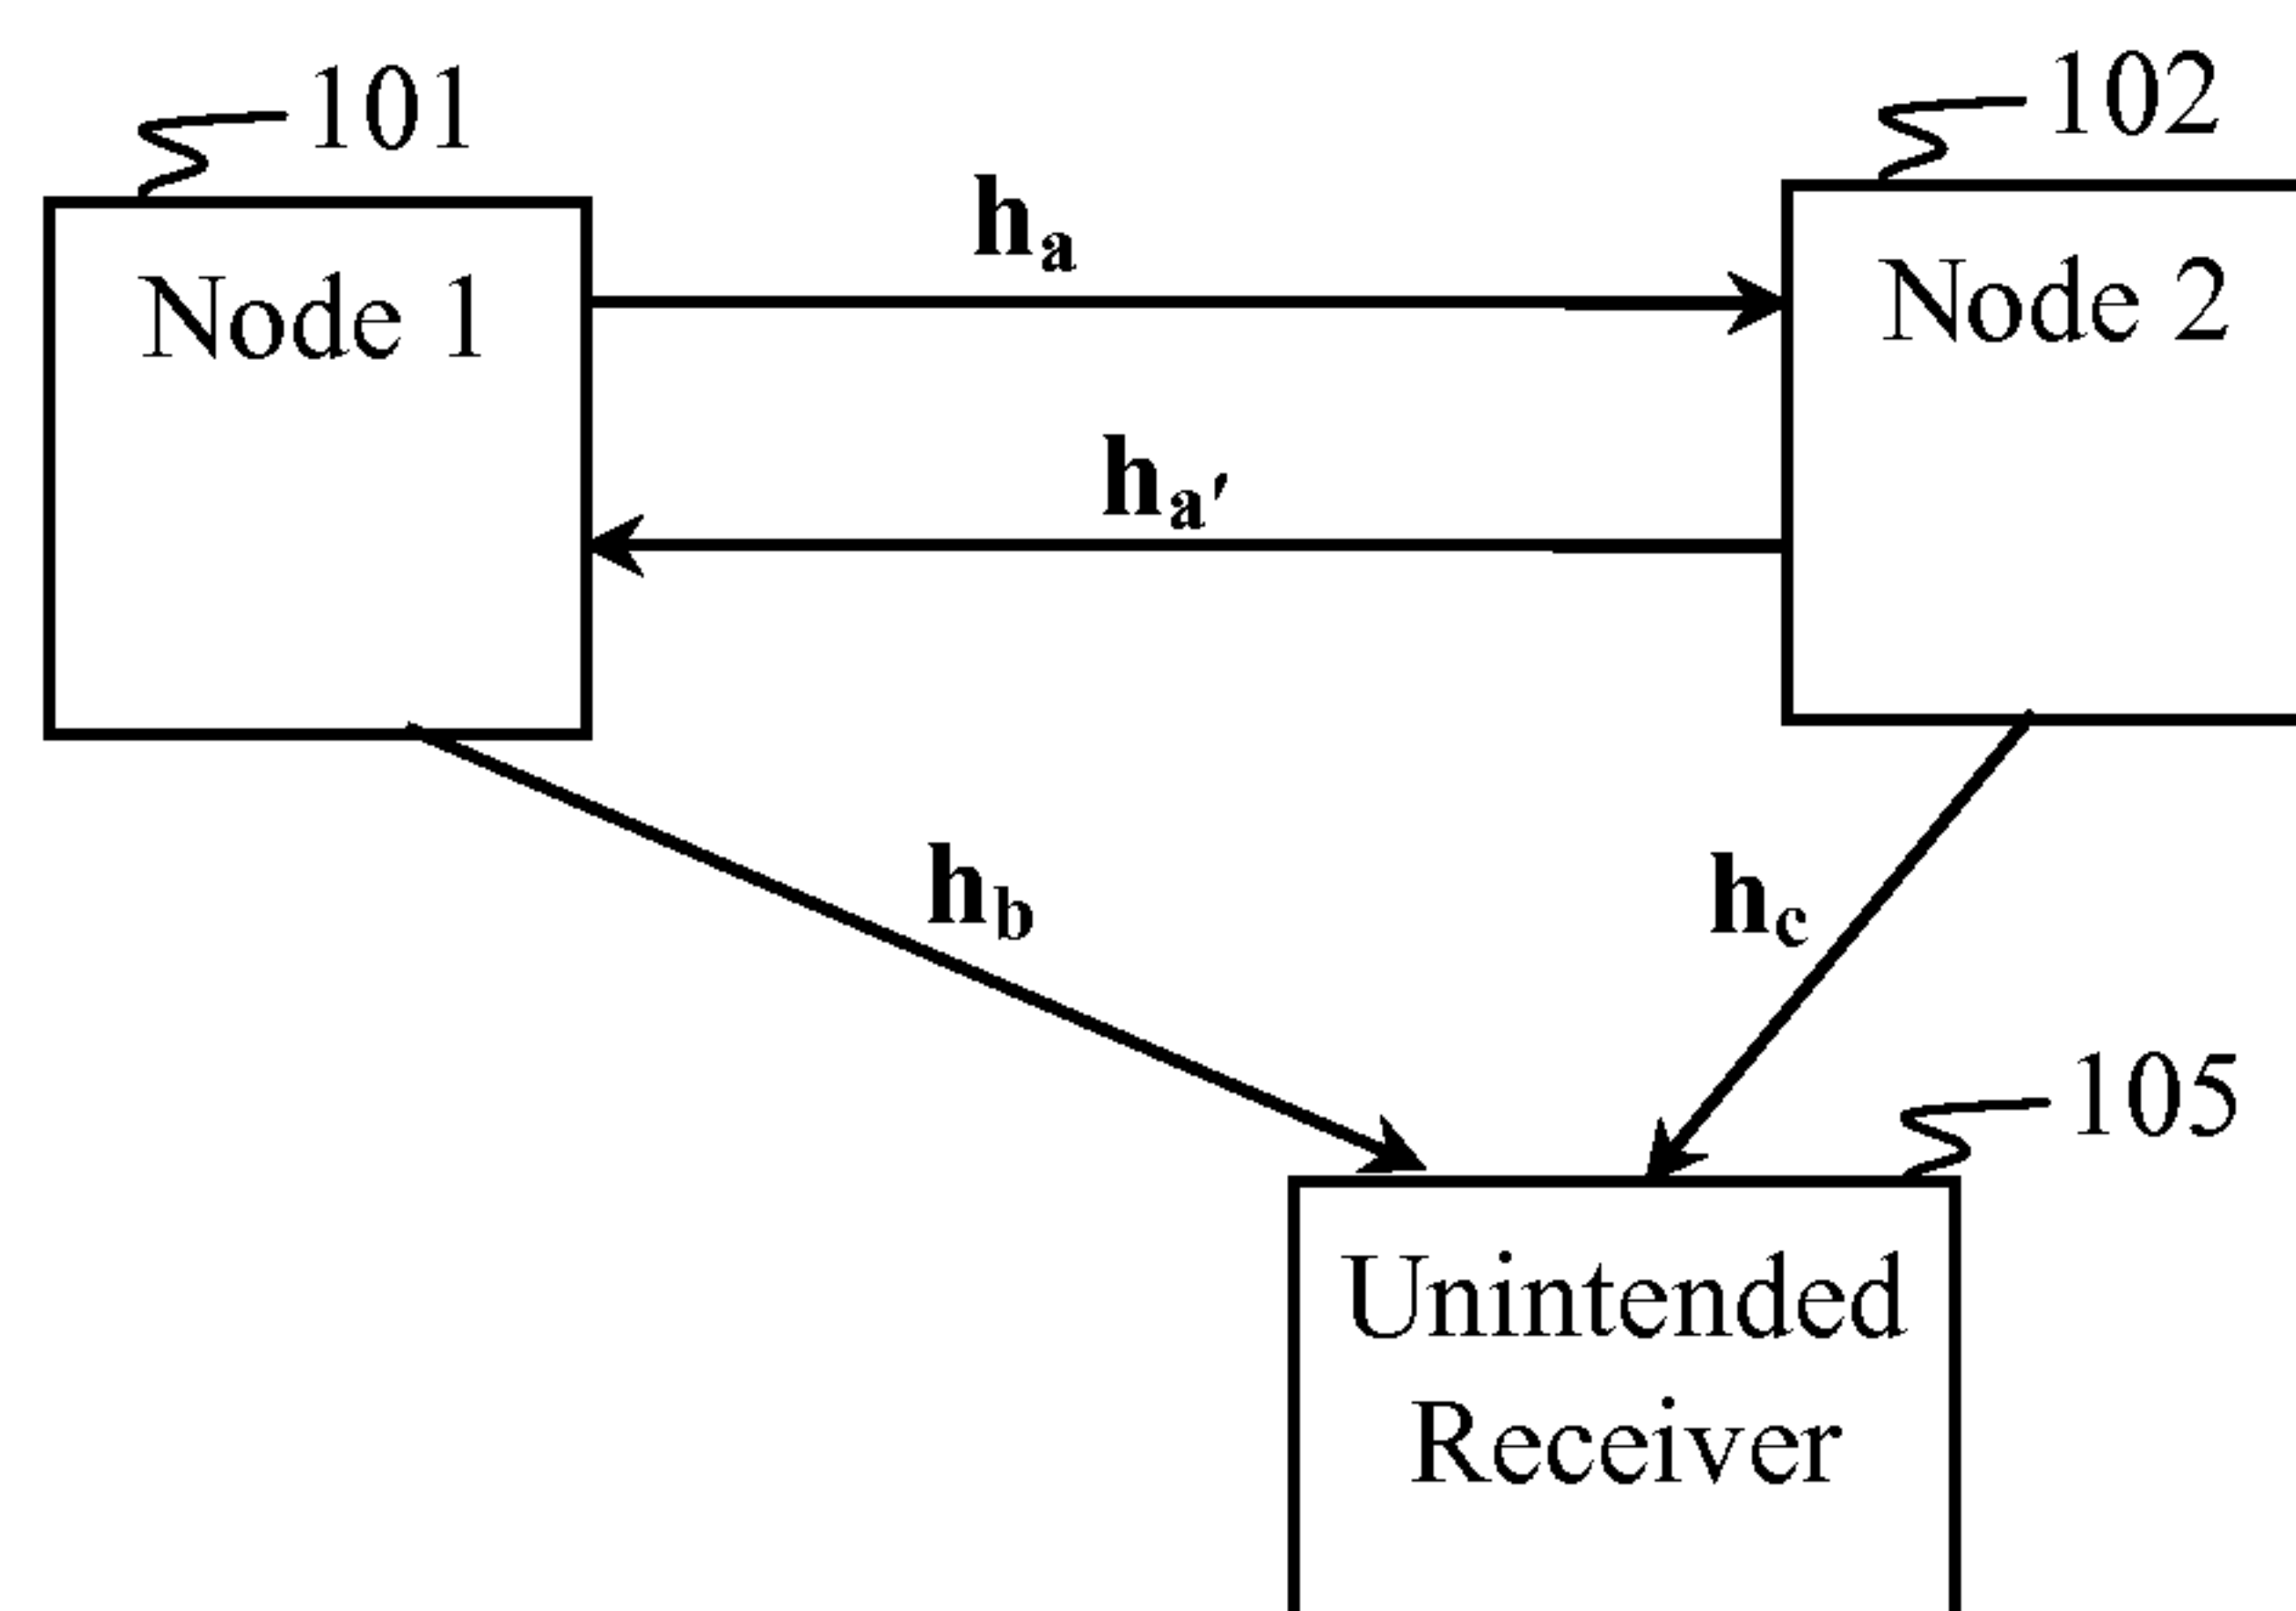 101
102
h_a
Node 1
Node 2
h_a′
h_b
h_c
105
Unintended
Receiver